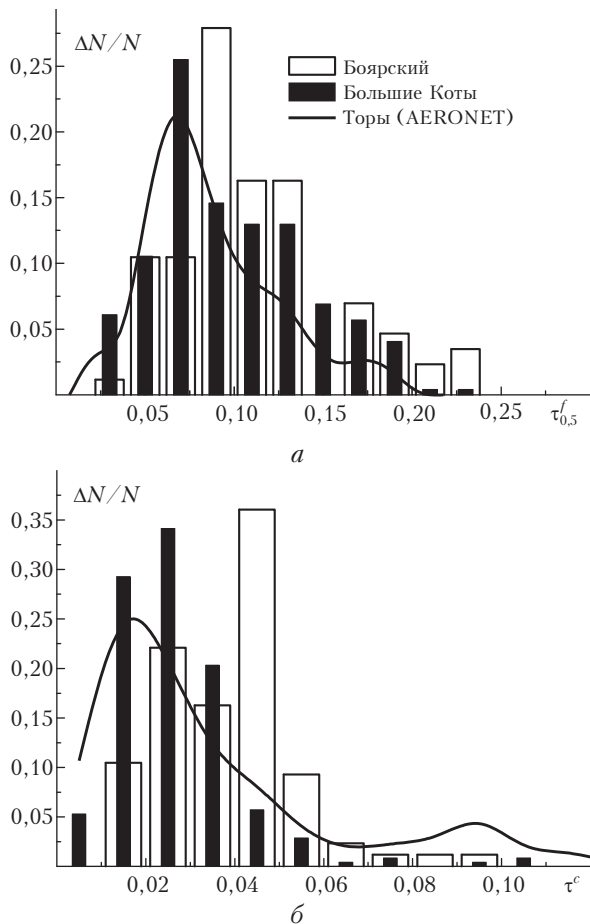 ΔN/N
Боярский
Большие Коты
Торы (AERONET)
0,25
0,20
0,15
0,10
0,05
0,05 0,10 0,15 0,20 0,25 τ^f_0,5
а
ΔN/N
0,35
0,30
0,25
0,20
0,15
0,10
0,05
0,02 0,04 0,06 0,08 0,10 τ^c
б